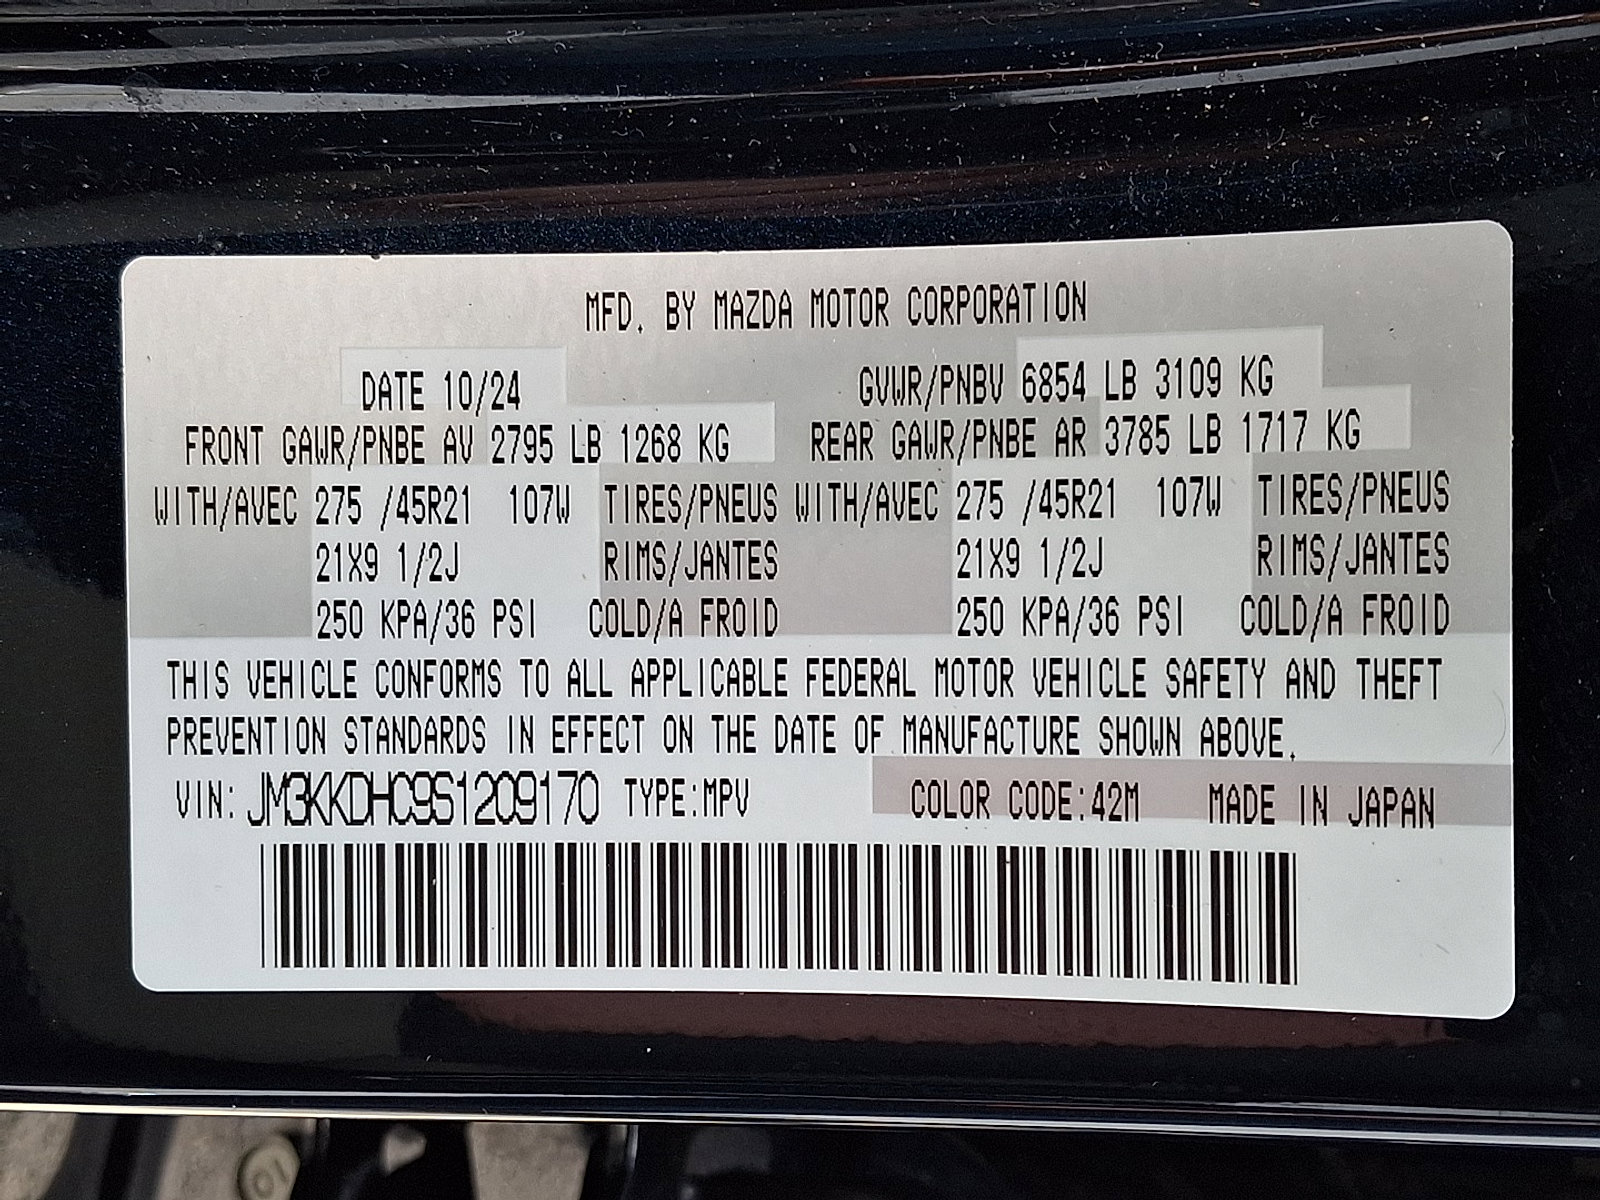 MFD. BY MAZDA MOTOR CORPORATION
DATE 10/24 GVWR/PNBV 6854 LB 3109 KG
FRONT GAWR/PNBE AV 2795 LB 1268 KG REAR GAWR/PNBE AR 3785 LB 1717 KG
WITH/AVEC 275 /45R21 107W TIRES/PNEUS WITH/AVEC 275 /45R21 107W TIRES/PNEUS
21X9 1/2J RIMS/JANTES 21X9 1/2J RIMS/JANTES
250 KPA/36 PSI COLD/A FROID 250 KPA/36 PSI COLD/A FROID
THIS VEHICLE CONFORMS TO ALL APPLICABLE FEDERAL MOTOR VEHICLE SAFETY AND THEFT
PREVENTION STANDARDS IN EFFECT ON THE DATE OF MANUFACTURE SHOWN ABOVE.
VIN: JM3KKDHC9S1209170 TYPE:MPV COLOR CODE:42M MADE IN JAPAN